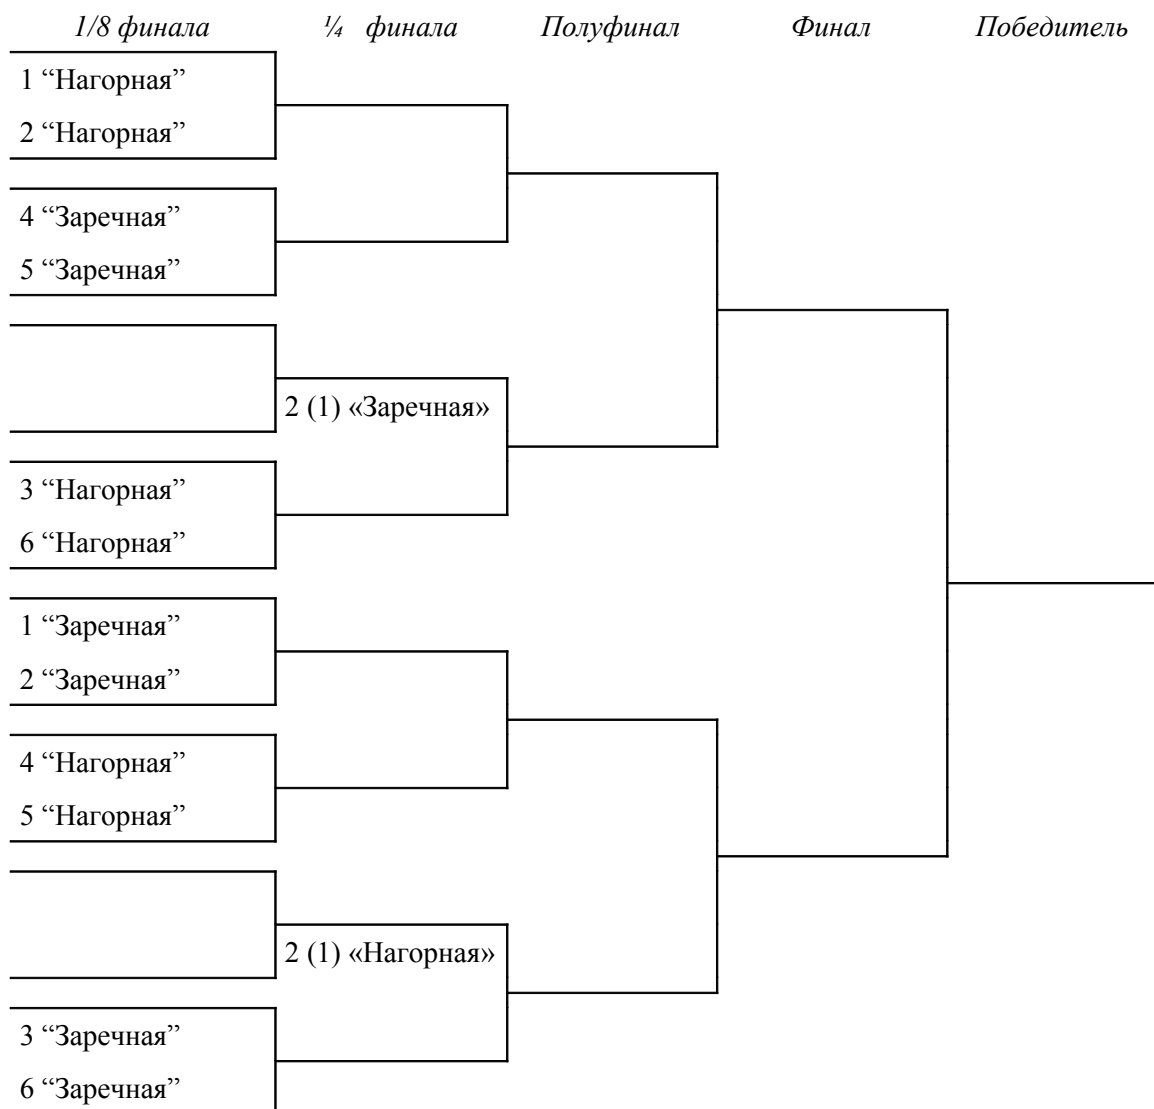 1/8 финала ¼ финала Полуфинал Финал Победитель
1 “Нагорная”
2 “Нагорная”
4 “Заречная”
5 “Заречная”
2 (1) «Заречная»
3 “Нагорная”
6 “Нагорная”
1 “Заречная”
2 “Заречная”
4 “Нагорная”
5 “Нагорная”
2 (1) «Нагорная»
3 “Заречная”
6 “Заречная”